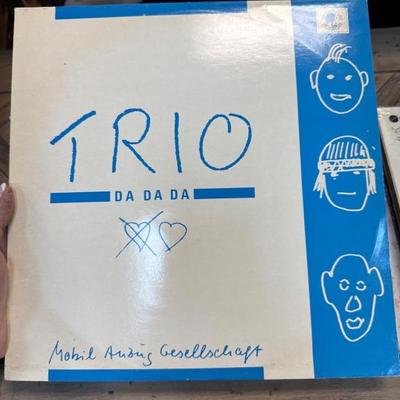 TRIO
DA DA DA
Mobil Anzug Gesellschaft